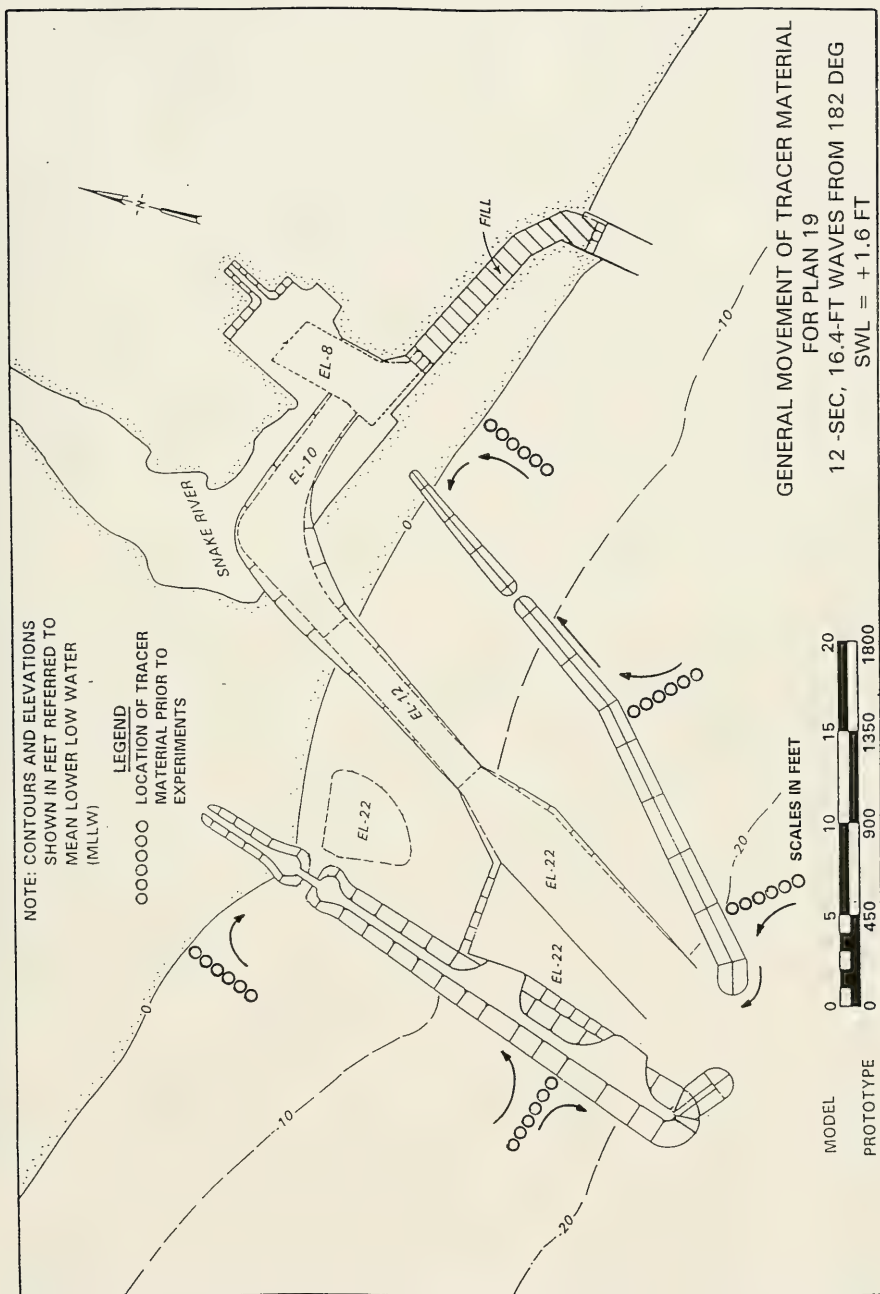 NOTE: CONTOURS AND ELEVATIONS
SHOWN IN FEET REFERRED TO
MEAN LOWER LOW WATER
(MLLW)
LEGEND
OOOOOO LOCATION OF TRACER
MATERIAL PRIOR TO
EXPERIMENTS
-N-
SNAKE RIVER
EL-8
EL-10
FILL
0
0
EL-12
EL-22
EL-22
EL-22
-10
-10
-20
-20
GENERAL MOVEMENT OF TRACER MATERIAL
FOR PLAN 19
12-SEC, 16.4-FT WAVES FROM 182 DEG
SWL = +1.6 FT
SCALES IN FEET
MODEL 0 5 10 15 20
PROTOTYPE 0 450 900 1350 1800